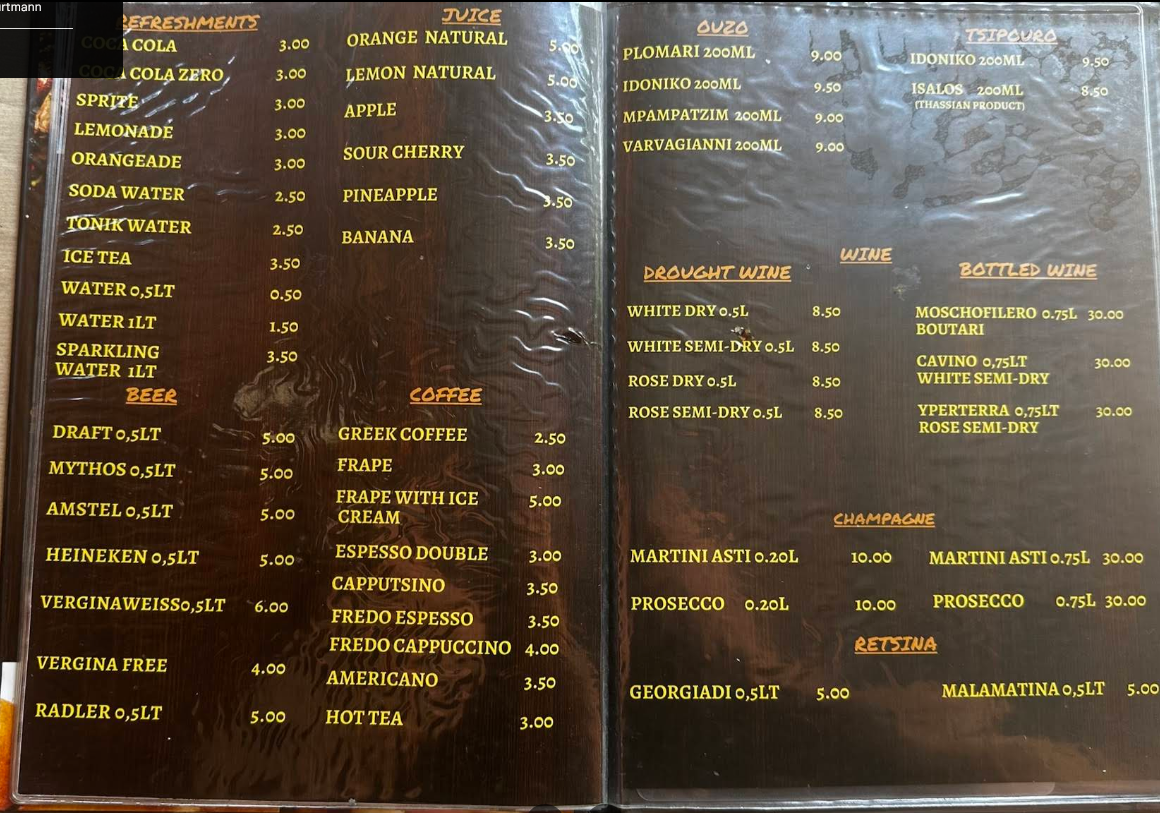 urtmann
REFRESHMENTS
COCA COLA 3.00
COCA COLA ZERO 3.00
SPRITE 3.00
LEMONADE 3.00
ORANGEADE 3.00
SODA WATER 2.50
TONIK WATER 2.50
ICE TEA 3.50
WATER 0,5LT 0.50
WATER 1LT 1.50
SPARKLING 3.50
WATER 1LT
BEER
DRAFT 0,5LT 5.00
MYTHOS 0,5LT 5.00
AMSTEL 0,5LT 5.00
HEINEKEN 0,5LT 5.00
VERGINAWEISS0,5LT 6.00
VERGINA FREE 4.00
RADLER 0,5LT 5.00
JUICE
ORANGE NATURAL 5.00
LEMON NATURAL 5.00
APPLE 3.50
SOUR CHERRY 3.50
PINEAPPLE 3.50
BANANA 3.50
COFFEE
GREEK COFFEE 2.50
FRAPE 3.00
FRAPE WITH ICE 5.00
CREAM
ESPESSO DOUBLE 3.00
CAPPUTSINO 3.50
FREDO ESPESSO 3.50
FREDO CAPPUCCINO 4.00
AMERICANO 3.50
HOT TEA 3.00
OUZO
PLOMARI 200ML 9.00
IDONIKO 200ML 9.50
MPAMPATZIM 200ML 9.00
VARVAGIANNI 200ML 9.00
TSIPOURO
IDONIKO 200ML 9.50
ISALOS 200ML 8.50
(THASSIAN PRODUCT)
WINE
DROUGHT WINE
WHITE DRY 0.5L 8.50
WHITE SEMI-DRY 0.5L 8.50
ROSE DRY 0.5L 8.50
ROSE SEMI-DRY 0.5L 8.50
BOTTLED WINE
MOSCHOFILERO 0.75L 30.00
BOUTARI
CAVINO 0,75LT 30.00
WHITE SEMI-DRY
YPERTERRA 0,75LT 30.00
ROSE SEMI-DRY
CHAMPAGNE
MARTINI ASTI 0.20L 10.00
MARTINI ASTI 0.75L 30.00
PROSECCO 0.20L 10.00
PROSECCO 0.75L 30.00
RETSINA
GEORGIADI 0,5LT 5.00
MALAMATINA 0,5LT 5.00